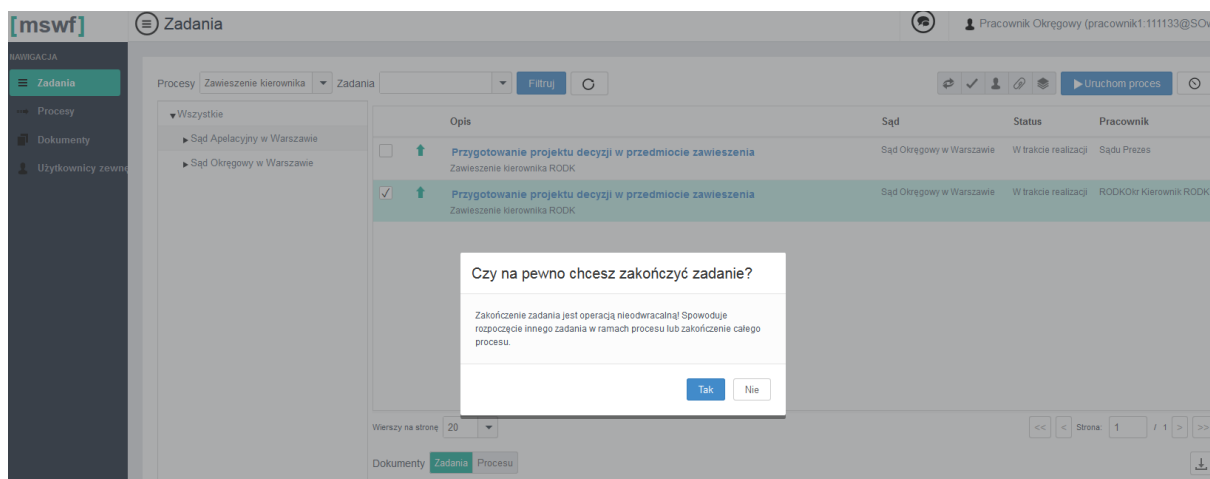 [mswf]
Zadania
Pracownik Okręgowy (pracownik1:111133@SOw
NAWIGACJA
Zadania
Procesy
Dokumenty
Użytkownicy zewnę
Procesy Zawieszenie kierownika Zadania Filtruj Uruchom proces
Wszystkie
Sąd Apelacyjny w Warszawie
Sąd Okręgowy w Warszawie
Opis Sąd Status Pracownik
Przygotowanie projektu decyzji w przedmiocie zawieszenia Sąd Okręgowy w Warszawie W trakcie realizacji Sądu Prezes
Zawieszenie kierownika RODK
Przygotowanie projektu decyzji w przedmiocie zawieszenia Sąd Okręgowy w Warszawie W trakcie realizacji RODKOkr Kierownik RODK
Zawieszenie kierownika RODK
Czy na pewno chcesz zakończyć zadanie?
Zakończenie zadania jest operacją nieodwracalną! Spowoduje
rozpoczęcie innego zadania w ramach procesu lub zakończenie całego
procesu.
Tak Nie
Wierszy na stronę 20 << < Strona: 1 / 1 > >>
Dokumenty Zadania Procesu